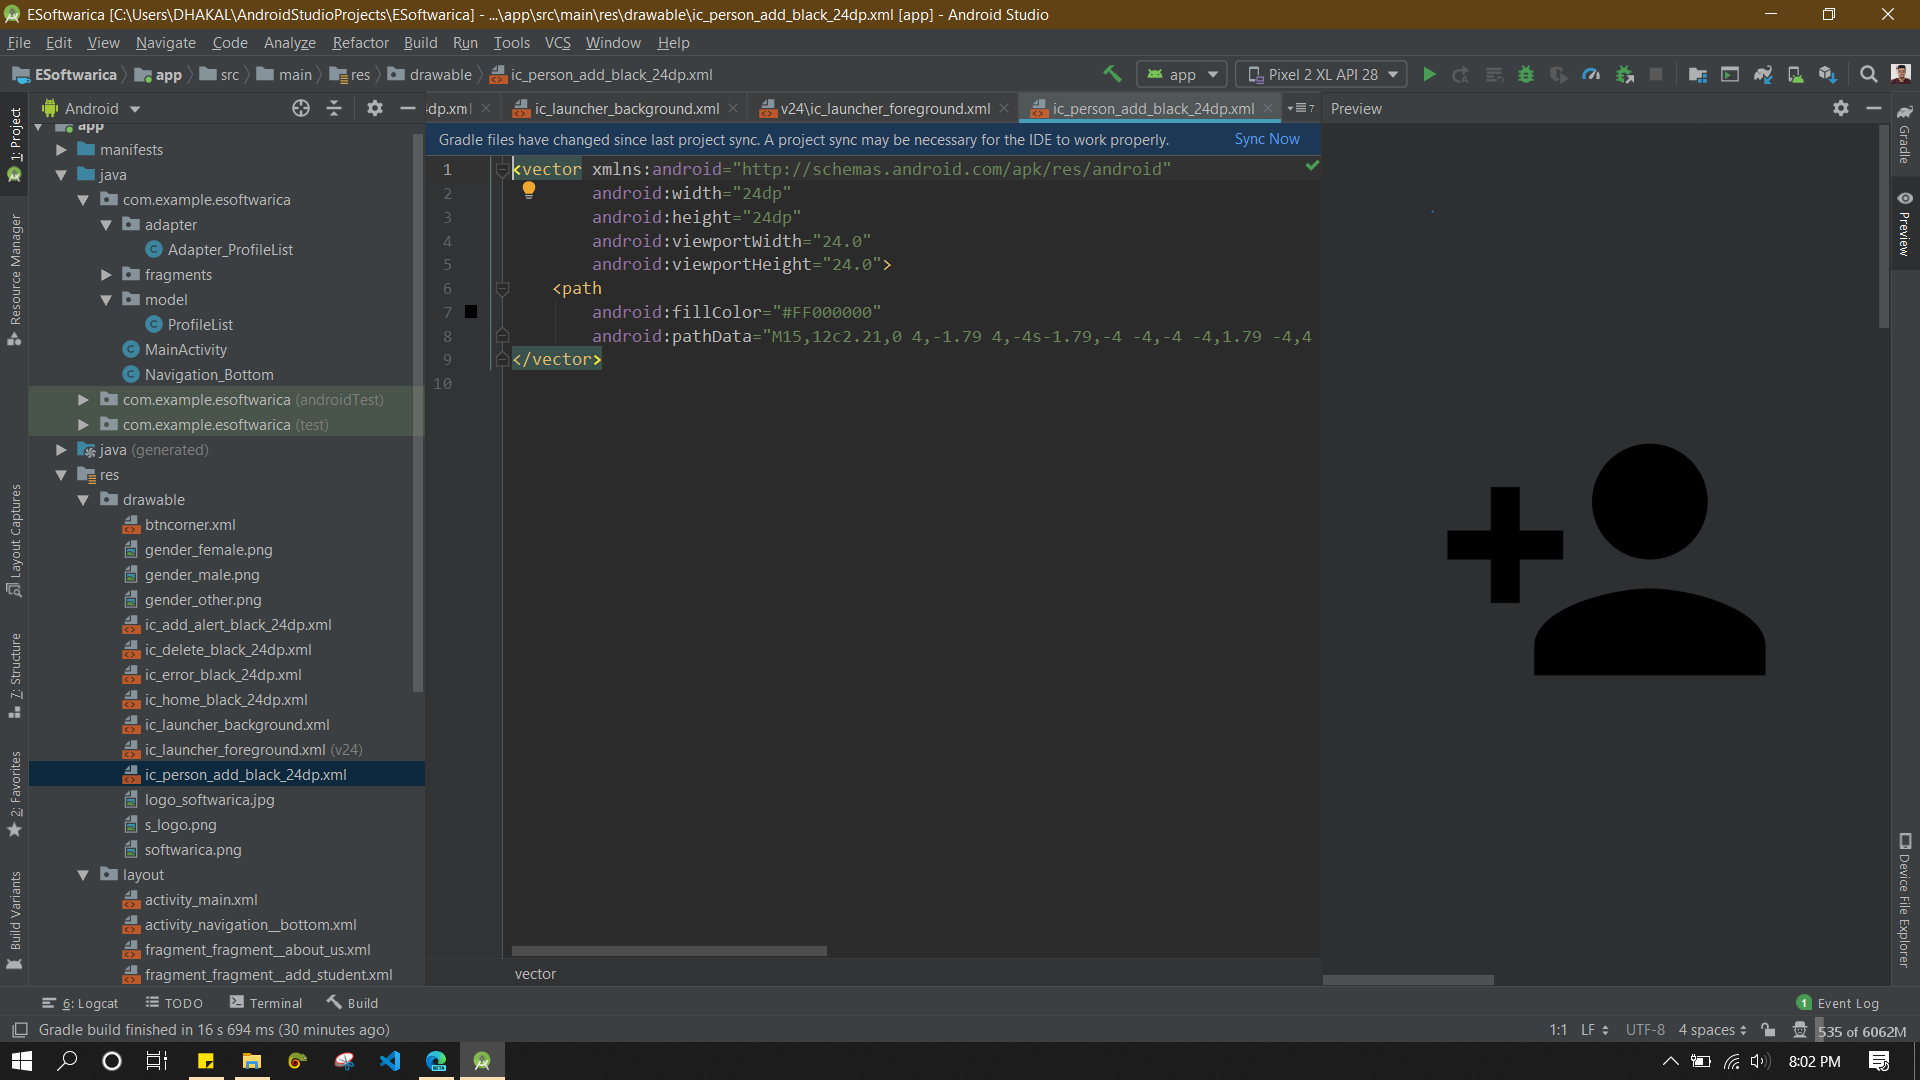 ESoftwarica [C:\Users\DHAKAL\AndroidStudioProjects\ESoftwarica] - ...\app\src\main\res\drawable\ic_person_add_black_24dp.xml [app] - Android Studio
File Edit View Navigate Code Analyze Refactor Build Run Tools VCS Window Help
ESoftwarica app src main res drawable ic_person_add_black_24dp.xml app Pixel 2 XL API 28
Android dp.xml ic_launcher_background.xml v24\ic_launcher_foreground.xml ic_person_add_black_24dp.xml 7 Preview
Gradle files have changed since last project sync. A project sync may be necessary for the IDE to work properly. Sync Now
1: Project
Resource Manager
Layout Captures
7: Structure
2: Favorites
Build Variants
app
manifests
java
com.example.esoftwarica
adapter
Adapter_ProfileList
fragments
model
ProfileList
MainActivity
Navigation_Bottom
com.example.esoftwarica (androidTest)
com.example.esoftwarica (test)
java (generated)
res
drawable
btncorner.xml
gender_female.png
gender_male.png
gender_other.png
ic_add_alert_black_24dp.xml
ic_delete_black_24dp.xml
ic_error_black_24dp.xml
ic_home_black_24dp.xml
ic_launcher_background.xml
ic_launcher_foreground.xml (v24)
ic_person_add_black_24dp.xml
logo_softwarica.jpg
s_logo.png
softwarica.png
layout
activity_main.xml
activity_navigation__bottom.xml
fragment_fragment__about_us.xml
fragment_fragment__add_student.xml
1 <vector xmlns:android="http://schemas.android.com/apk/res/android"
2 android:width="24dp"
3 android:height="24dp"
4 android:viewportWidth="24.0"
5 android:viewportHeight="24.0">
6 <path
7 android:fillColor="#FF000000"
8 android:pathData="M15,12c2.21,0 4,-1.79 4,-4s-1.79,-4 -4,-4 -4,1.79 -4,4
9 </vector>
10
vector
Gradle
Preview
Device File Explorer
6: Logcat TODO Terminal Build 1 Event Log
Gradle build finished in 16 s 694 ms (30 minutes ago) 1:1 LF UTF-8 4 spaces 535 of 6062M
BETA 8:02 PM